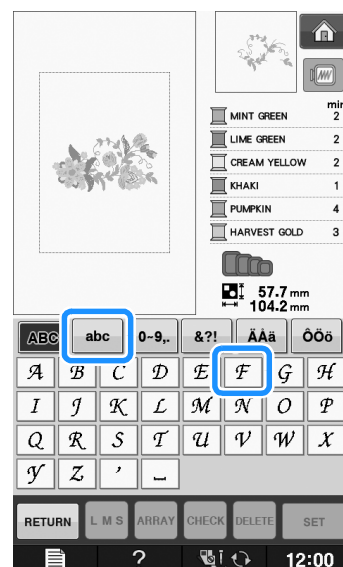 min
MINT GREEN 2
LIME GREEN 2
CREAM YELLOW 2
KHAKI 1
PUMPKIN 4
HARVEST GOLD 3
57.7 mm
104.2 mm
ABC abc 0~9,. &?! ÄÅä ÔÖö
A B C D E F G H
I J K L M N O P
Q R S T U V W X
Y Z ' _
RETURN L M S ARRAY CHECK DELETE SET
? 12:00